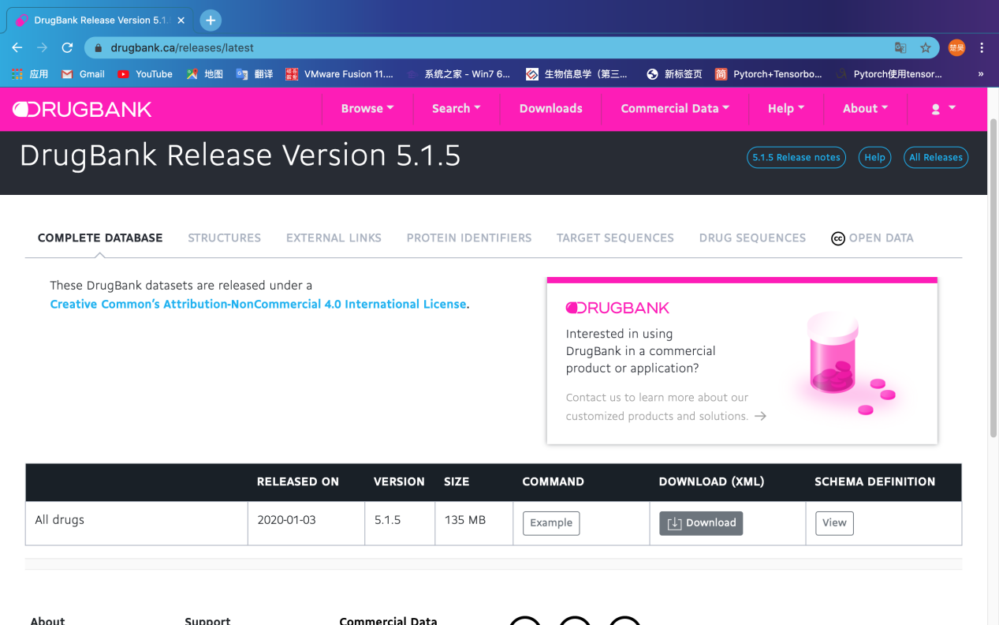 DrugBank Release Version 5.1.
drugbank.ca/releases/latest
楚昊
应用
Gmail
YouTube
地图
翻译
VMware Fusion 11....
系统之家 - Win7 6...
生物信息学（第三...
新标签页
简
Pytorch+Tensorbo...
Pytorch使用tensor...
»
DRUGBANK
Browse
Search
Downloads
Commercial Data
Help
About
DrugBank Release Version 5.1.5
5.1.5 Release notes
Help
All Releases
COMPLETE DATABASE
STRUCTURES
EXTERNAL LINKS
PROTEIN IDENTIFIERS
TARGET SEQUENCES
DRUG SEQUENCES
cc OPEN DATA
These DrugBank datasets are released under a
Creative Common’s Attribution-NonCommercial 4.0 International License.
DRUGBANK
Interested in using
DrugBank in a commercial
product or application?
Contact us to learn more about our
customized products and solutions. →
RELEASED ON
VERSION
SIZE
COMMAND
DOWNLOAD (XML)
SCHEMA DEFINITION
All drugs
2020-01-03
5.1.5
135 MB
Example
Download
View
About
Support
Commercial Data